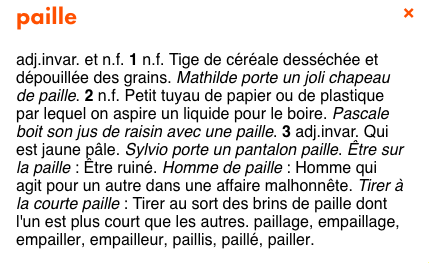 paille ×
adj.invar. et n.f. 1 n.f. Tige de céréale desséchée et
dépouillée des grains. Mathilde porte un joli chapeau
de paille. 2 n.f. Petit tuyau de papier ou de plastique
par lequel on aspire un liquide pour le boire. Pascale
boit son jus de raisin avec une paille. 3 adj.invar. Qui
est jaune pâle. Sylvio porte un pantalon paille. Être sur
la paille : Être ruiné. Homme de paille : Homme qui
agit pour un autre dans une affaire malhonnête. Tirer à
la courte paille : Tirer au sort des brins de paille dont
l'un est plus court que les autres. paillage, empaillage,
empailler, empailleur, paillis, paillé, pailler.